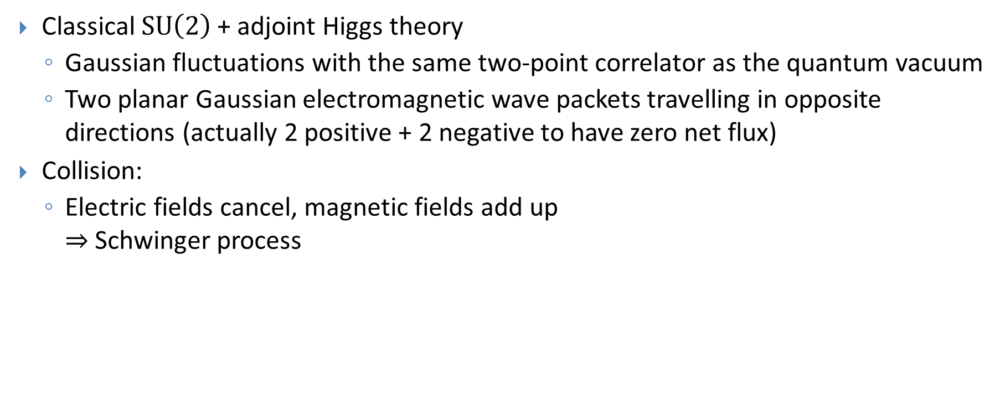 Classical SU(2) + adjoint Higgs theory
Gaussian fluctuations with the same two-point correlator as the quantum vacuum
Two planar Gaussian electromagnetic wave packets travelling in opposite
directions (actually 2 positive + 2 negative to have zero net flux)
Collision:
Electric fields cancel, magnetic fields add up
⇒ Schwinger process